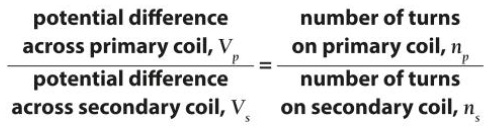 potential difference
across primary coil, Vₚ
potential difference
across secondary coil, Vₛ
=
number of turns
on primary coil, nₚ
number of turns
on secondary coil, nₛ